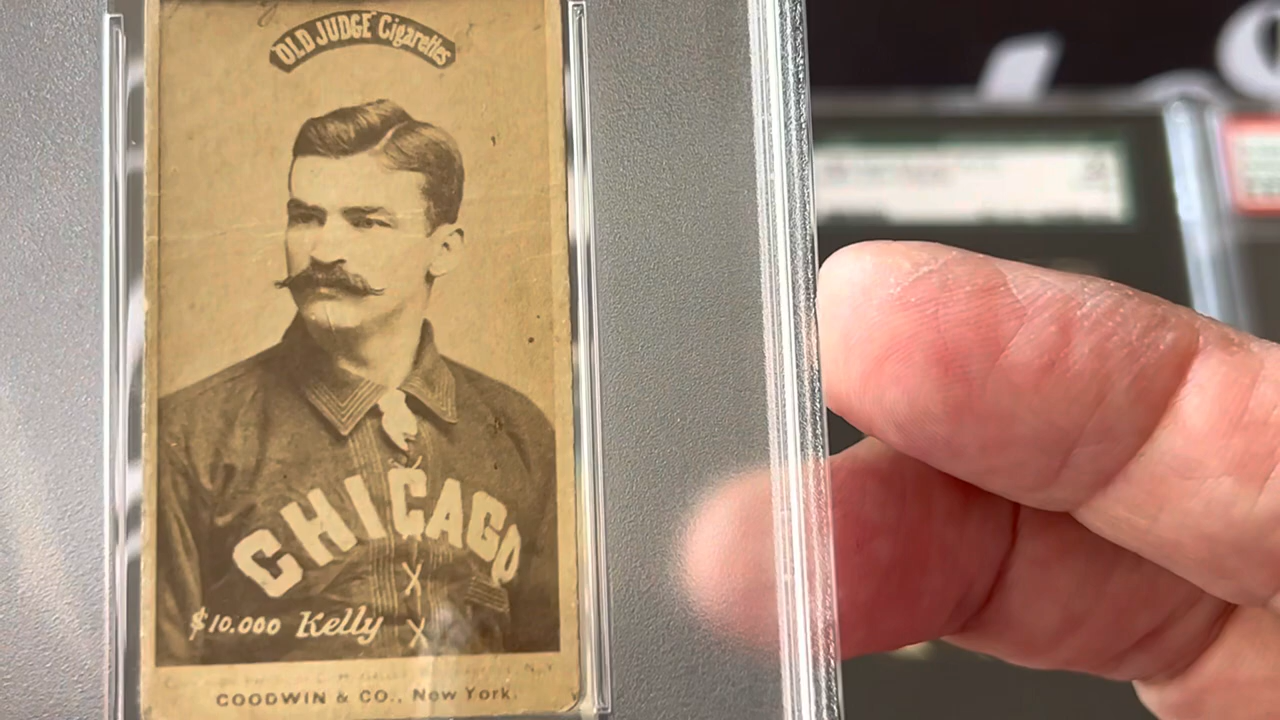 "OLD JUDGE" Cigarettes
CHICAGO
$10.000 Kelly
GOODWIN & CO., New York.